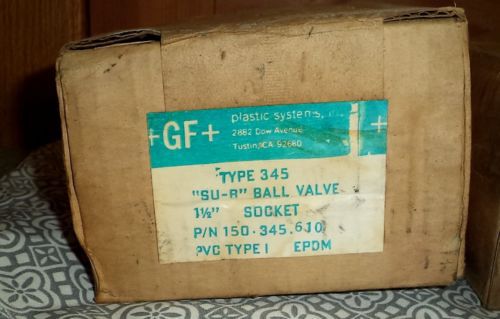 +GF+
plastic systems,
2882 Dow Avenue
Tustin, CA 92680
TYPE 345
"SU-B" BALL VALVE
1½" SOCKET
P/N 150.345.610
PVC TYPE I EPDM